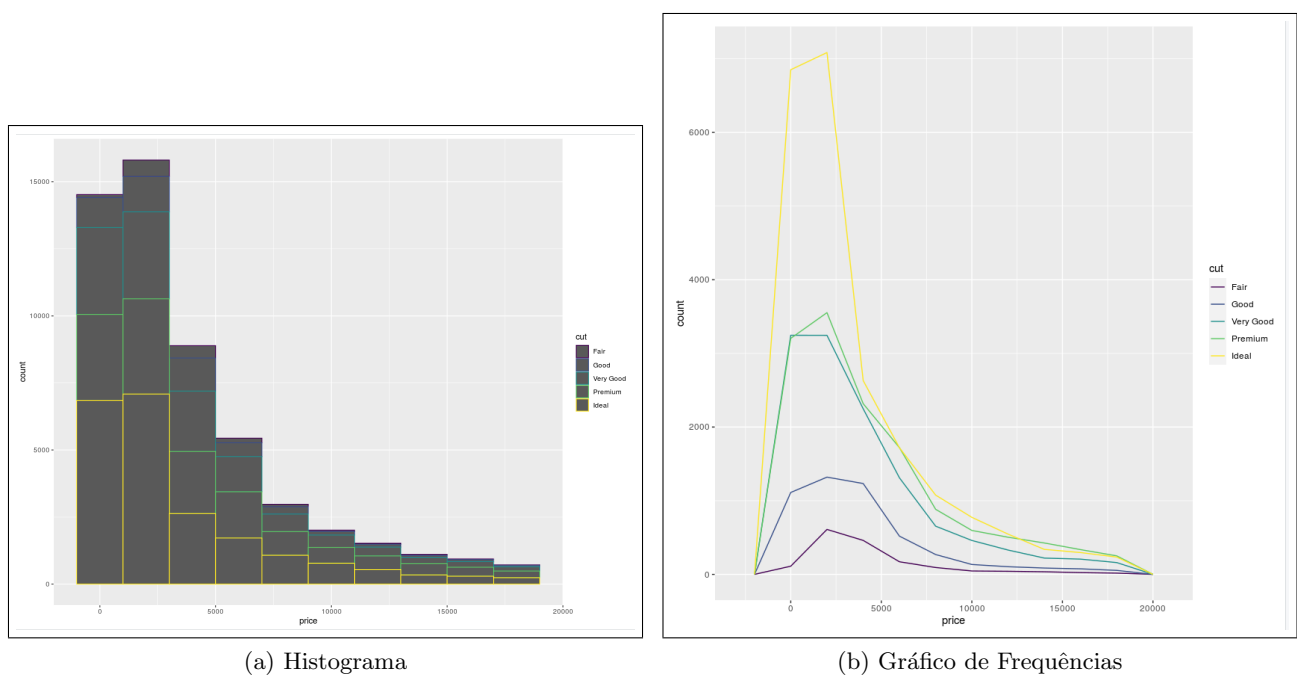 15000
10000
5000
0
count
0
5000
10000
15000
20000
price
cut
Fair
Good
Very Good
Premium
Ideal
(a) Histograma
6000
4000
2000
0
count
0
5000
10000
15000
20000
price
cut
Fair
Good
Very Good
Premium
Ideal
(b) Gráfico de Frequências